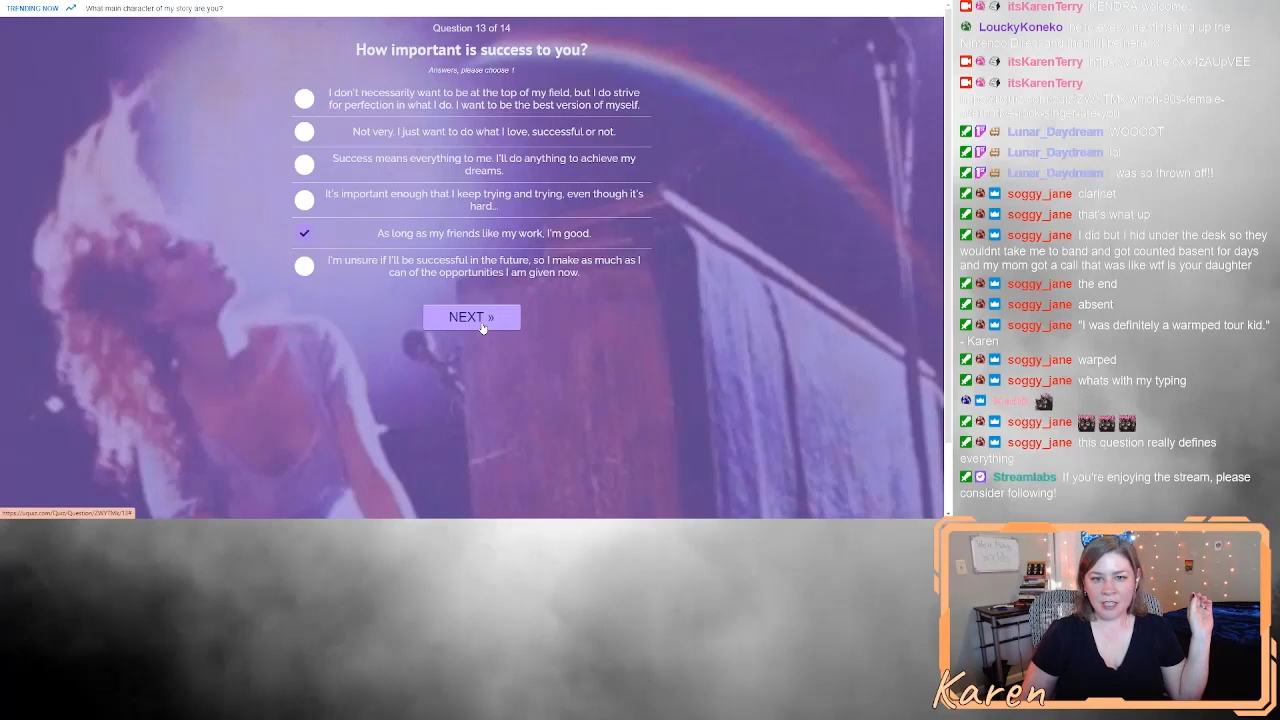 TRENDING NOW What main character of my story are you?
Question 13 of 14
How important is success to you?
Answers, please choose 1
I don't necessarily want to be at the top of my field, but I do strive
for perfection in what I do. I want to be the best version of myself.
Not very. I just want to do what I love, successful or not.
Success means everything to me. I'll do anything to achieve my
dreams.
It's important enough that I keep trying and trying, even though it's
hard...
As long as my friends like my work, I'm good.
I'm unsure if I'll be successful in the future, so I make as much as I
can of the opportunities I am given now.
NEXT »
https://uquiz.com/Quiz/Question/ZWYTMk/13#
itsKarenTerry KENDRA welcome
LouckyKoneko
itsKarenTerry
itsKarenTerry
Lunar_Daydream WOOOOT
Lunar_Daydream lol
Lunar_Daydream was so thrown off!!
soggy_jane clarinet
soggy_jane that's what up
soggy_jane I did but I hid under the desk so they
wouldnt take me to band and got counted basent for days
and my mom got a call that was like wtf is your daughter
soggy_jane the end
soggy_jane absent
soggy_jane "I was definitely a warmped tour kid."
- Karen
soggy_jane warped
soggy_jane whats with my typing
soggy_jane
soggy_jane this question really defines
everything
Streamlabs If you're enjoying the stream, please
consider following!
Karen